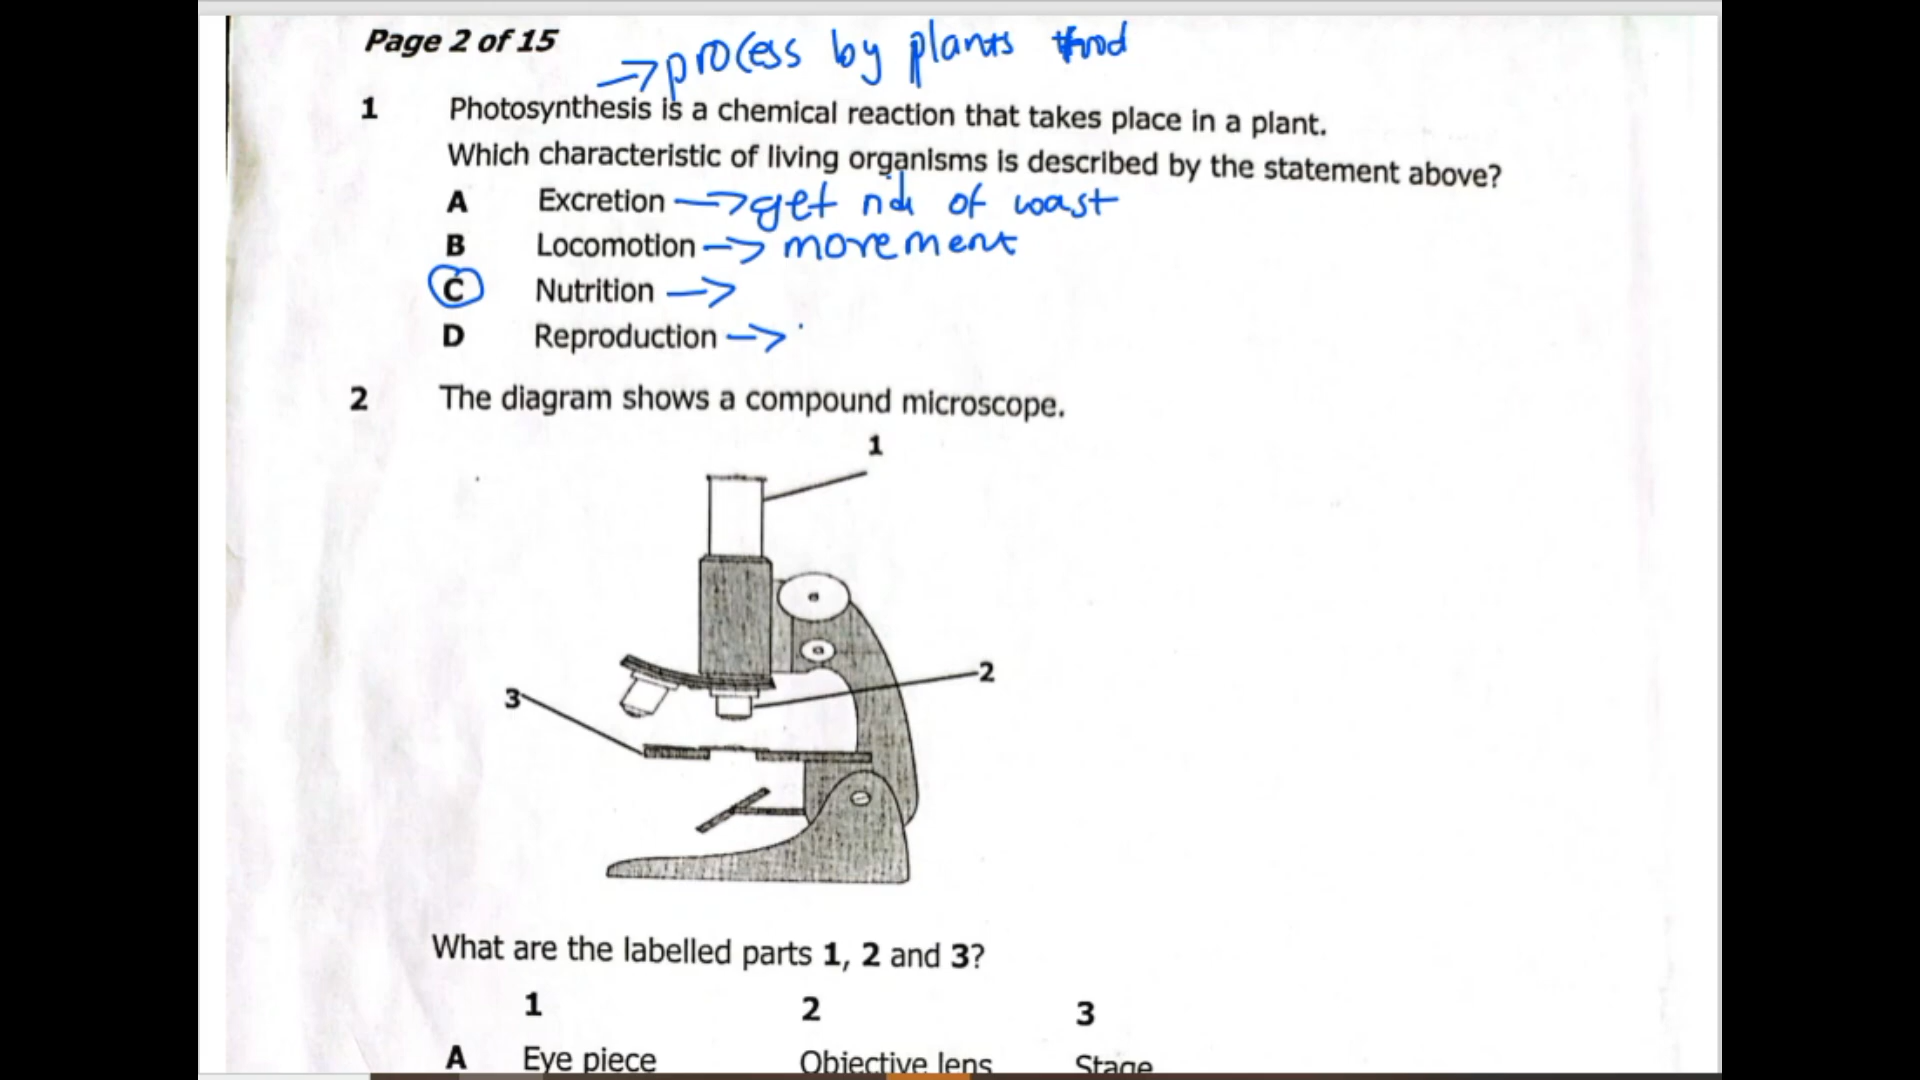 Page 2 of 15
→ process by plants food
1 Photosynthesis is a chemical reaction that takes place in a plant.
Which characteristic of living organisms is described by the statement above?
A Excretion → get rid of wast
B Locomotion → movement
C Nutrition →
D Reproduction →
2 The diagram shows a compound microscope.
1
2
3
What are the labelled parts 1, 2 and 3?
1 2 3
A Eye piece Objective lens Stage